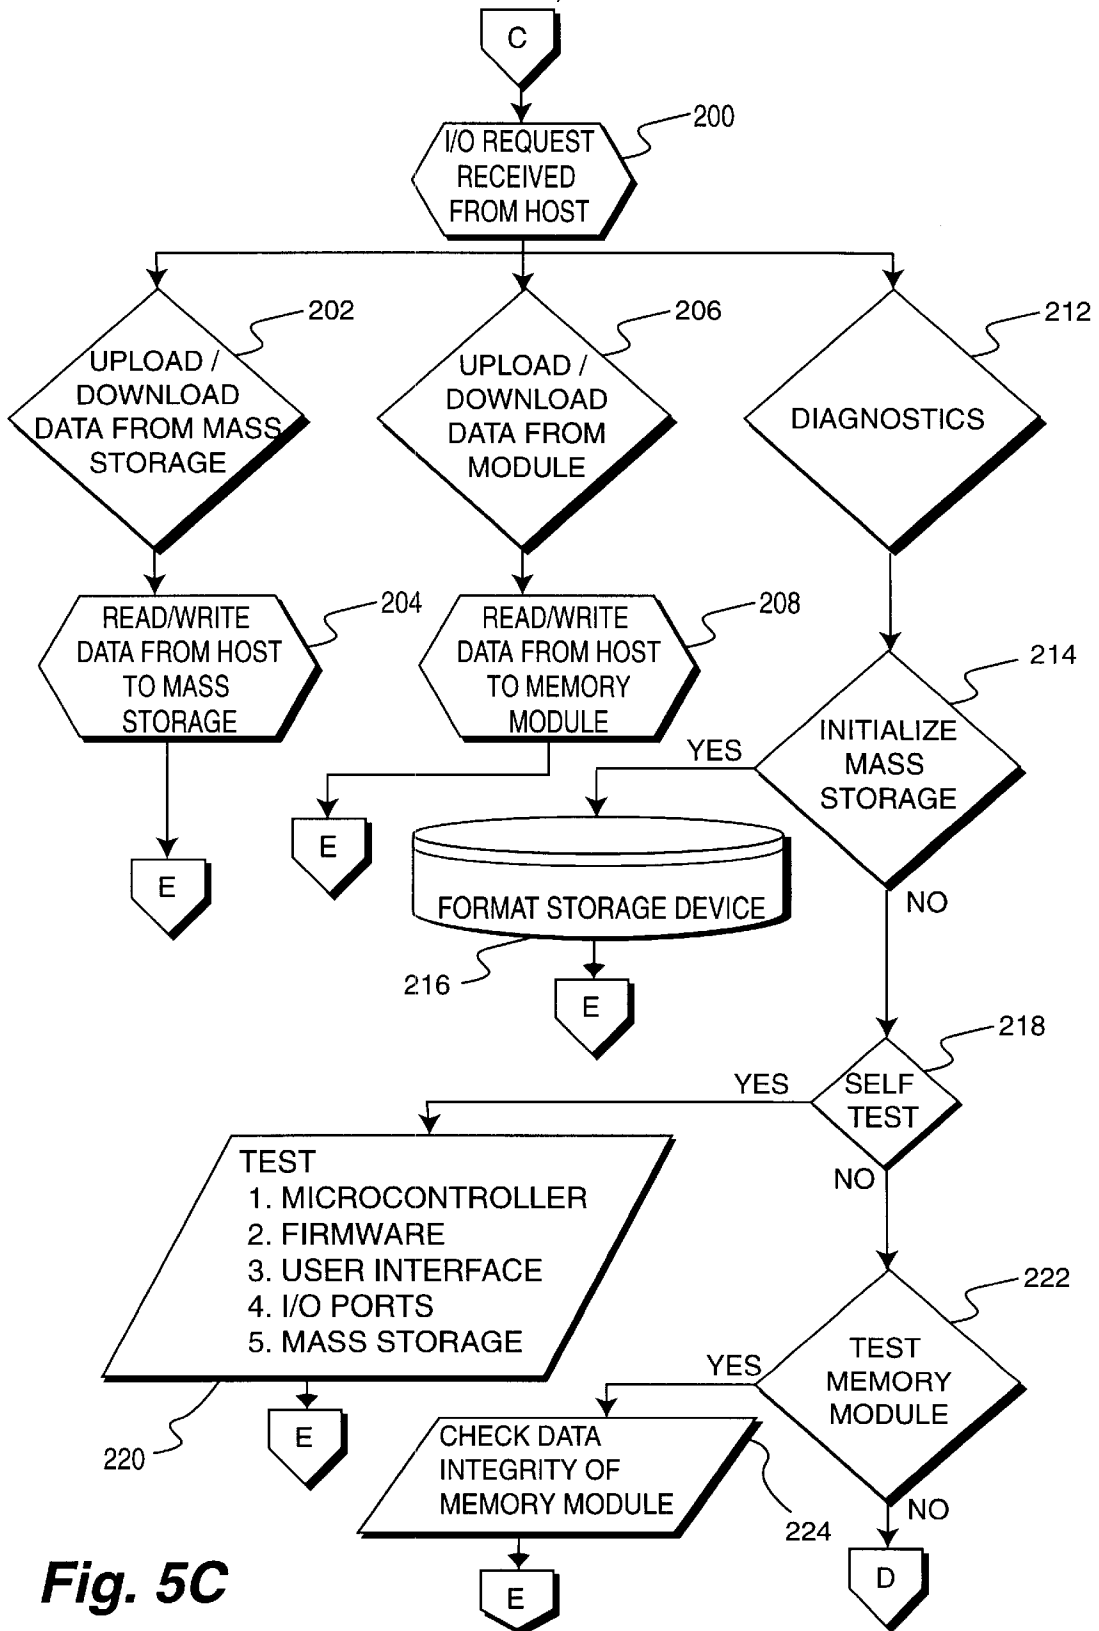 C
I/O REQUEST
RECEIVED
FROM HOST
200
UPLOAD /
DOWNLOAD
DATA FROM MASS
STORAGE
202
UPLOAD /
DOWNLOAD
DATA FROM
MODULE
206
DIAGNOSTICS
212
READ/WRITE
DATA FROM HOST
TO MASS
STORAGE
204
READ/WRITE
DATA FROM HOST
TO MEMORY
MODULE
208
INITIALIZE
MASS
STORAGE
214
YES
NO
E
E
FORMAT STORAGE DEVICE
216
E
SELF
TEST
218
YES
NO
TEST
1. MICROCONTROLLER
2. FIRMWARE
3. USER INTERFACE
4. I/O PORTS
5. MASS STORAGE
220
E
TEST
MEMORY
MODULE
222
YES
NO
CHECK DATA
INTEGRITY OF
MEMORY MODULE
224
E
D
Fig. 5C